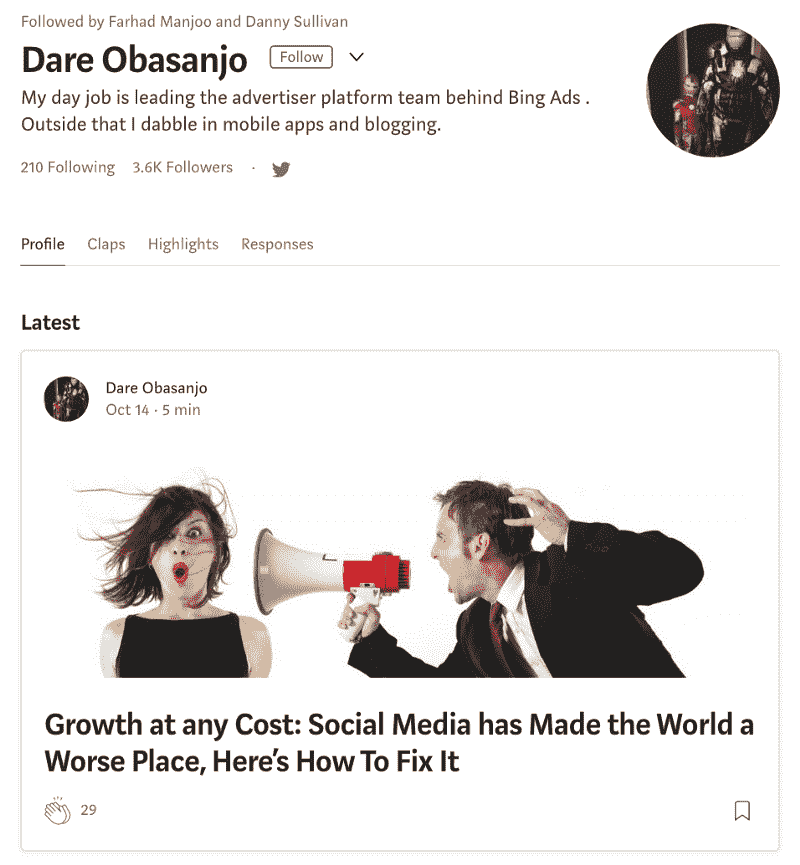 Followed by Farhad Manjoo and Danny Sullivan
Dare Obasanjo Follow
My day job is leading the advertiser platform team behind Bing Ads .
Outside that I dabble in mobile apps and blogging.
210 Following 3.6K Followers ·
Profile Claps Highlights Responses
Latest
Dare Obasanjo
Oct 14 · 5 min
Growth at any Cost: Social Media has Made the World a
Worse Place, Here’s How To Fix It
29